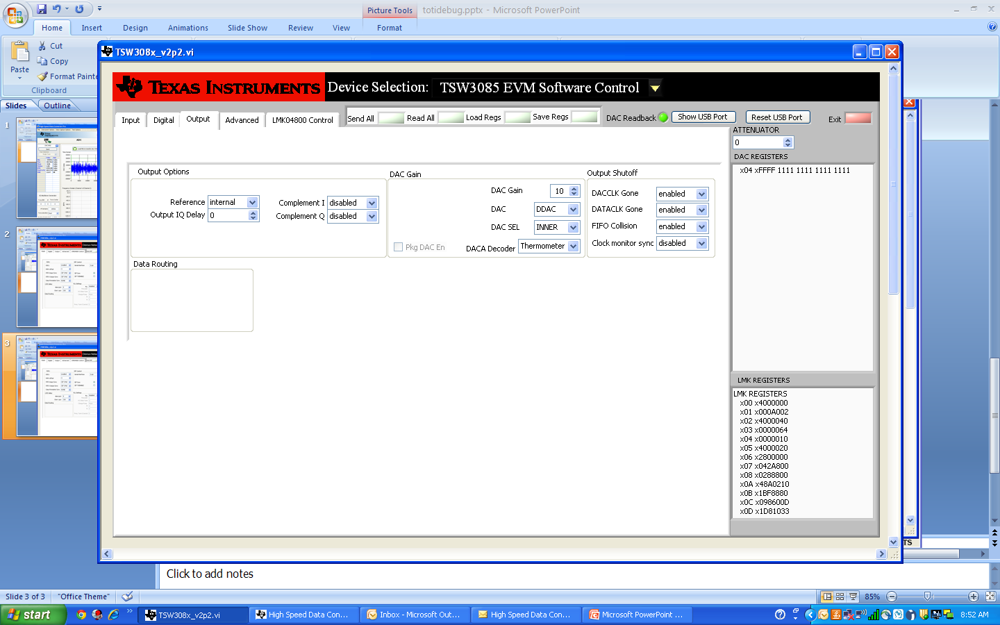 totidebug.pptx - Microsoft PowerPoint
Picture Tools
Home Insert Design Animations Slide Show Review View Format
Cut
Copy
Format Painte
Paste
Clipboard
Slides Outline
1
2
3
TSW308x_v2p2.vi
TEXAS INSTRUMENTS
Device Selection: TSW3085 EVM Software Control
Input Digital Output Advanced LMK04800 Control
Send All Read All Load Regs Save Regs
DAC Readback Show USB Port Reset USB Port Exit
ATTENUATOR
0
DAC REGISTERS
x04 xFFFF 1111 1111 1111 1111
Output Options
Reference internal
Output IQ Delay 0
Complement I disabled
Complement Q disabled
DAC Gain
DAC Gain 10
DAC DDAC
DAC SEL INNER
Pkg DAC En
DACA Decoder Thermometer
Output Shutoff
DACCLK Gone enabled
DATACLK Gone enabled
FIFO Collision enabled
Clock monitor sync disabled
Data Routing
LMK REGISTERS
LMK REGISTERS
x00 x4000000
x01 x000A002
x02 x4000040
x03 x0000064
x04 x0000010
x05 x4000020
x06 x2800000
x07 x042A800
x08 x0288800
x0A x48A0210
x0B x1BF8880
x0C x098600D
x0D x1D81033
TS
Click to add notes
Slide 3 of 3 "Office Theme" 85%
start
TSW308x_v2p2.vi
High Speed Data Con...
Inbox - Microsoft Out...
High Speed Data Con...
Microsoft PowerPoint ...
8:52 AM